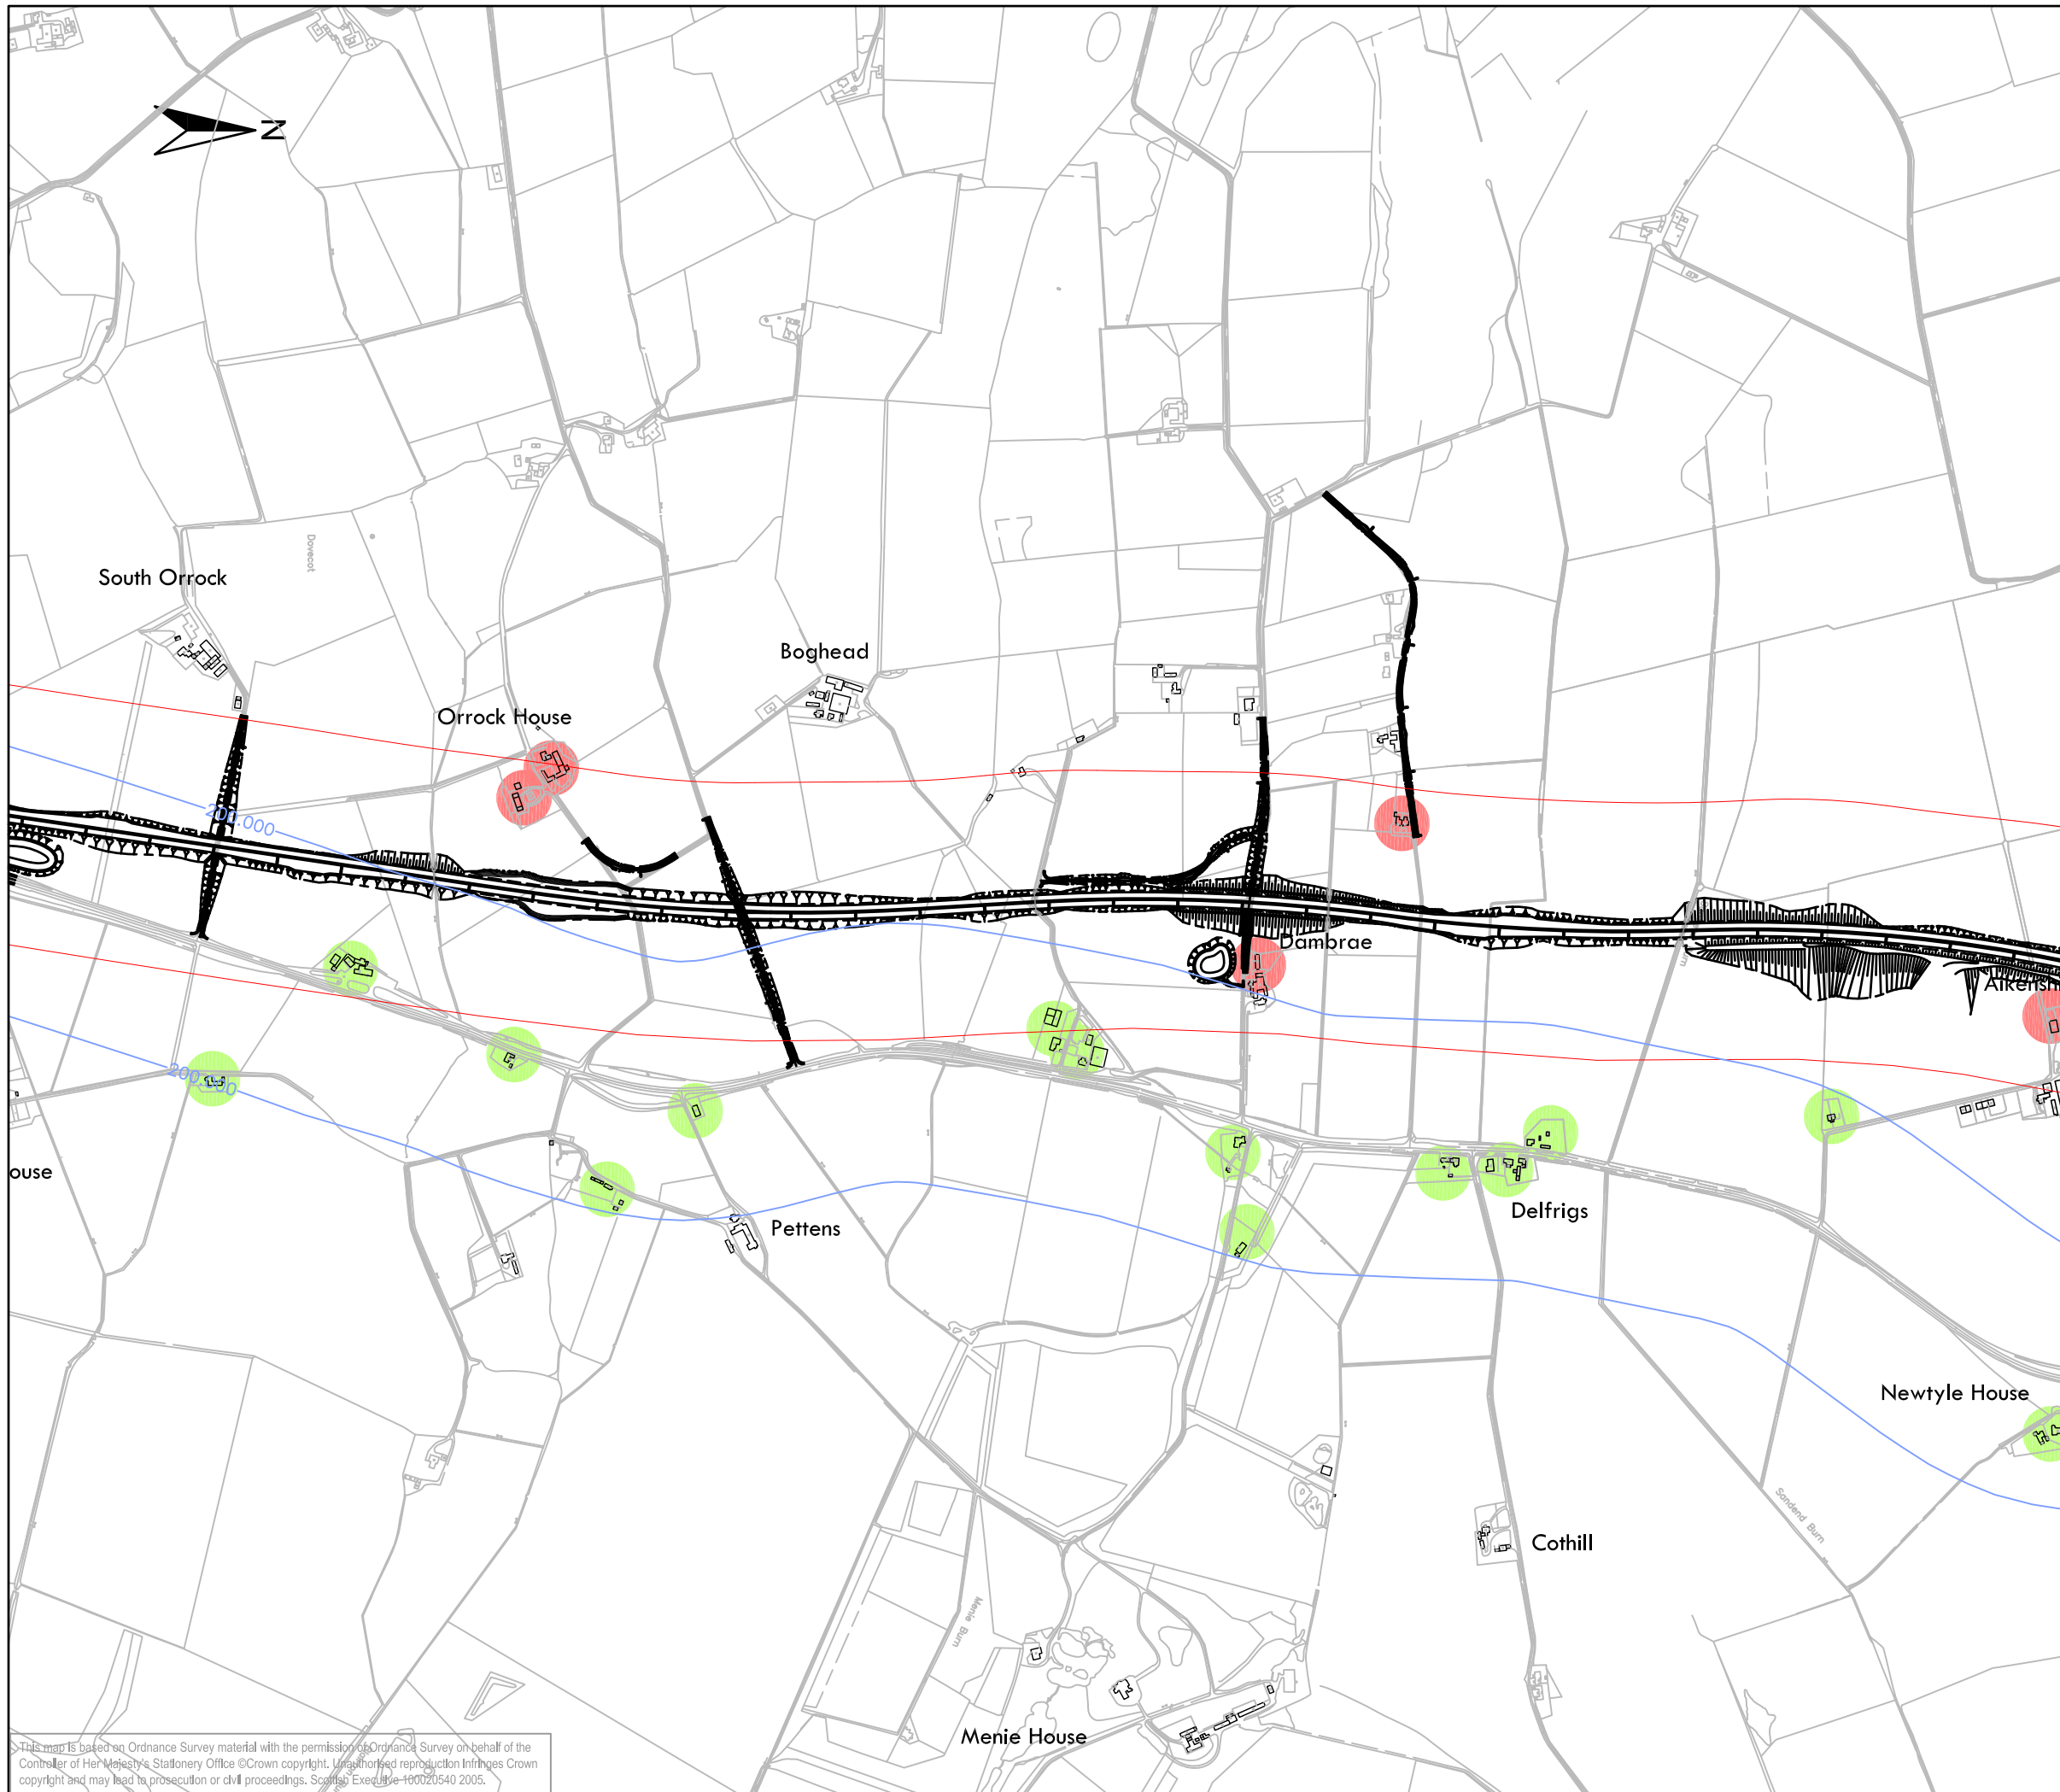 N
Dovecot
South Orrock
Boghead
Orrock House
200.000
Dambrae
200.000
ouse
Pettens
Delfrigs
Newtyle House
Sandend Burn
Cothill
Menie Burn
Menie House
This map is based on Ordnance Survey material with the permission of Ordnance Survey on behalf of the
Controller of Her Majesty's Stationery Office ©Crown copyright. Unauthorised reproduction infringes Crown
copyright and may lead to prosecution or civil proceedings. Scottish Executive 100020540 2005.